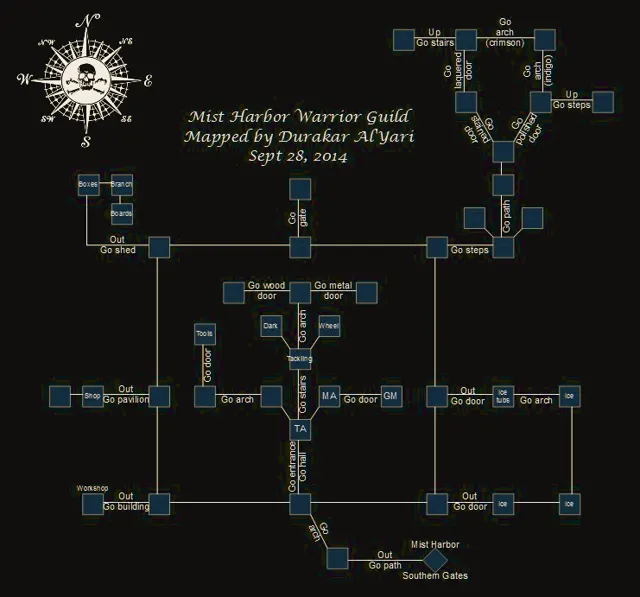 N
NW
NE
W
E
SW
SE
S
Mist Harbor Warrior Guild
Mapped by Durakar Al'Yari
Sept 28, 2014
Up
Go stairs
Go
arch
(crimson)
Go
laquered
door
Go
arch
(indigo)
Up
Go steps
Go
stained
door
Go
polished
door
Go path
Boxes
Branch
Boards
Out
Go shed
Go
gate
Go steps
Go wood
door
Go metal
door
Go arch
Dark
Wheel
Tackling
Tools
Go door
Go stairs
Shop
Out
Go pavilion
Go arch
MA
Go door
GM
TA
Out
Go door
Ice
tubs
Go arch
Ice
Go entrance
Go hall
Workshop
Out
Go building
Out
Go door
Ice
Ice
Go
arch
Out
Go path
Mist Harbor
Southern Gates